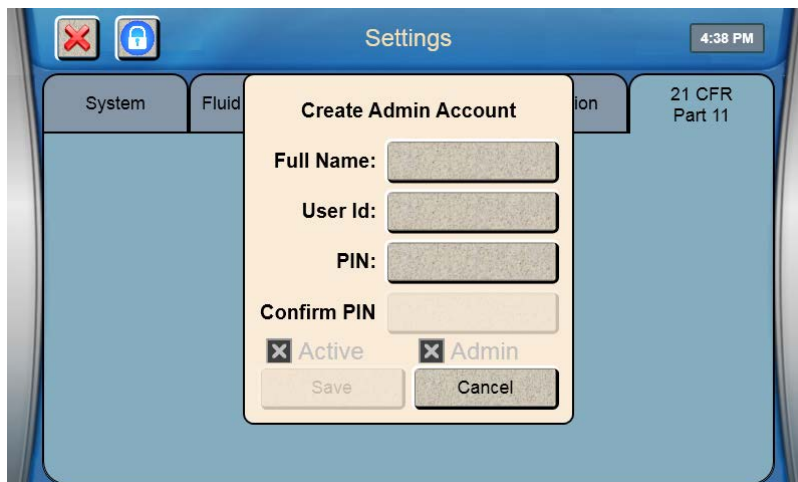 Settings
4:38 PM
System
Fluid
ion
21 CFR
Part 11
Create Admin Account
Full Name:
User Id:
PIN:
Confirm PIN
Active
Admin
Save
Cancel